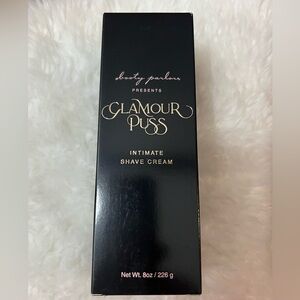 booty parlor
PRESENTS
GLAMOUR
PUSS
INTIMATE
SHAVE CREAM
Net Wt. 8oz / 226 g